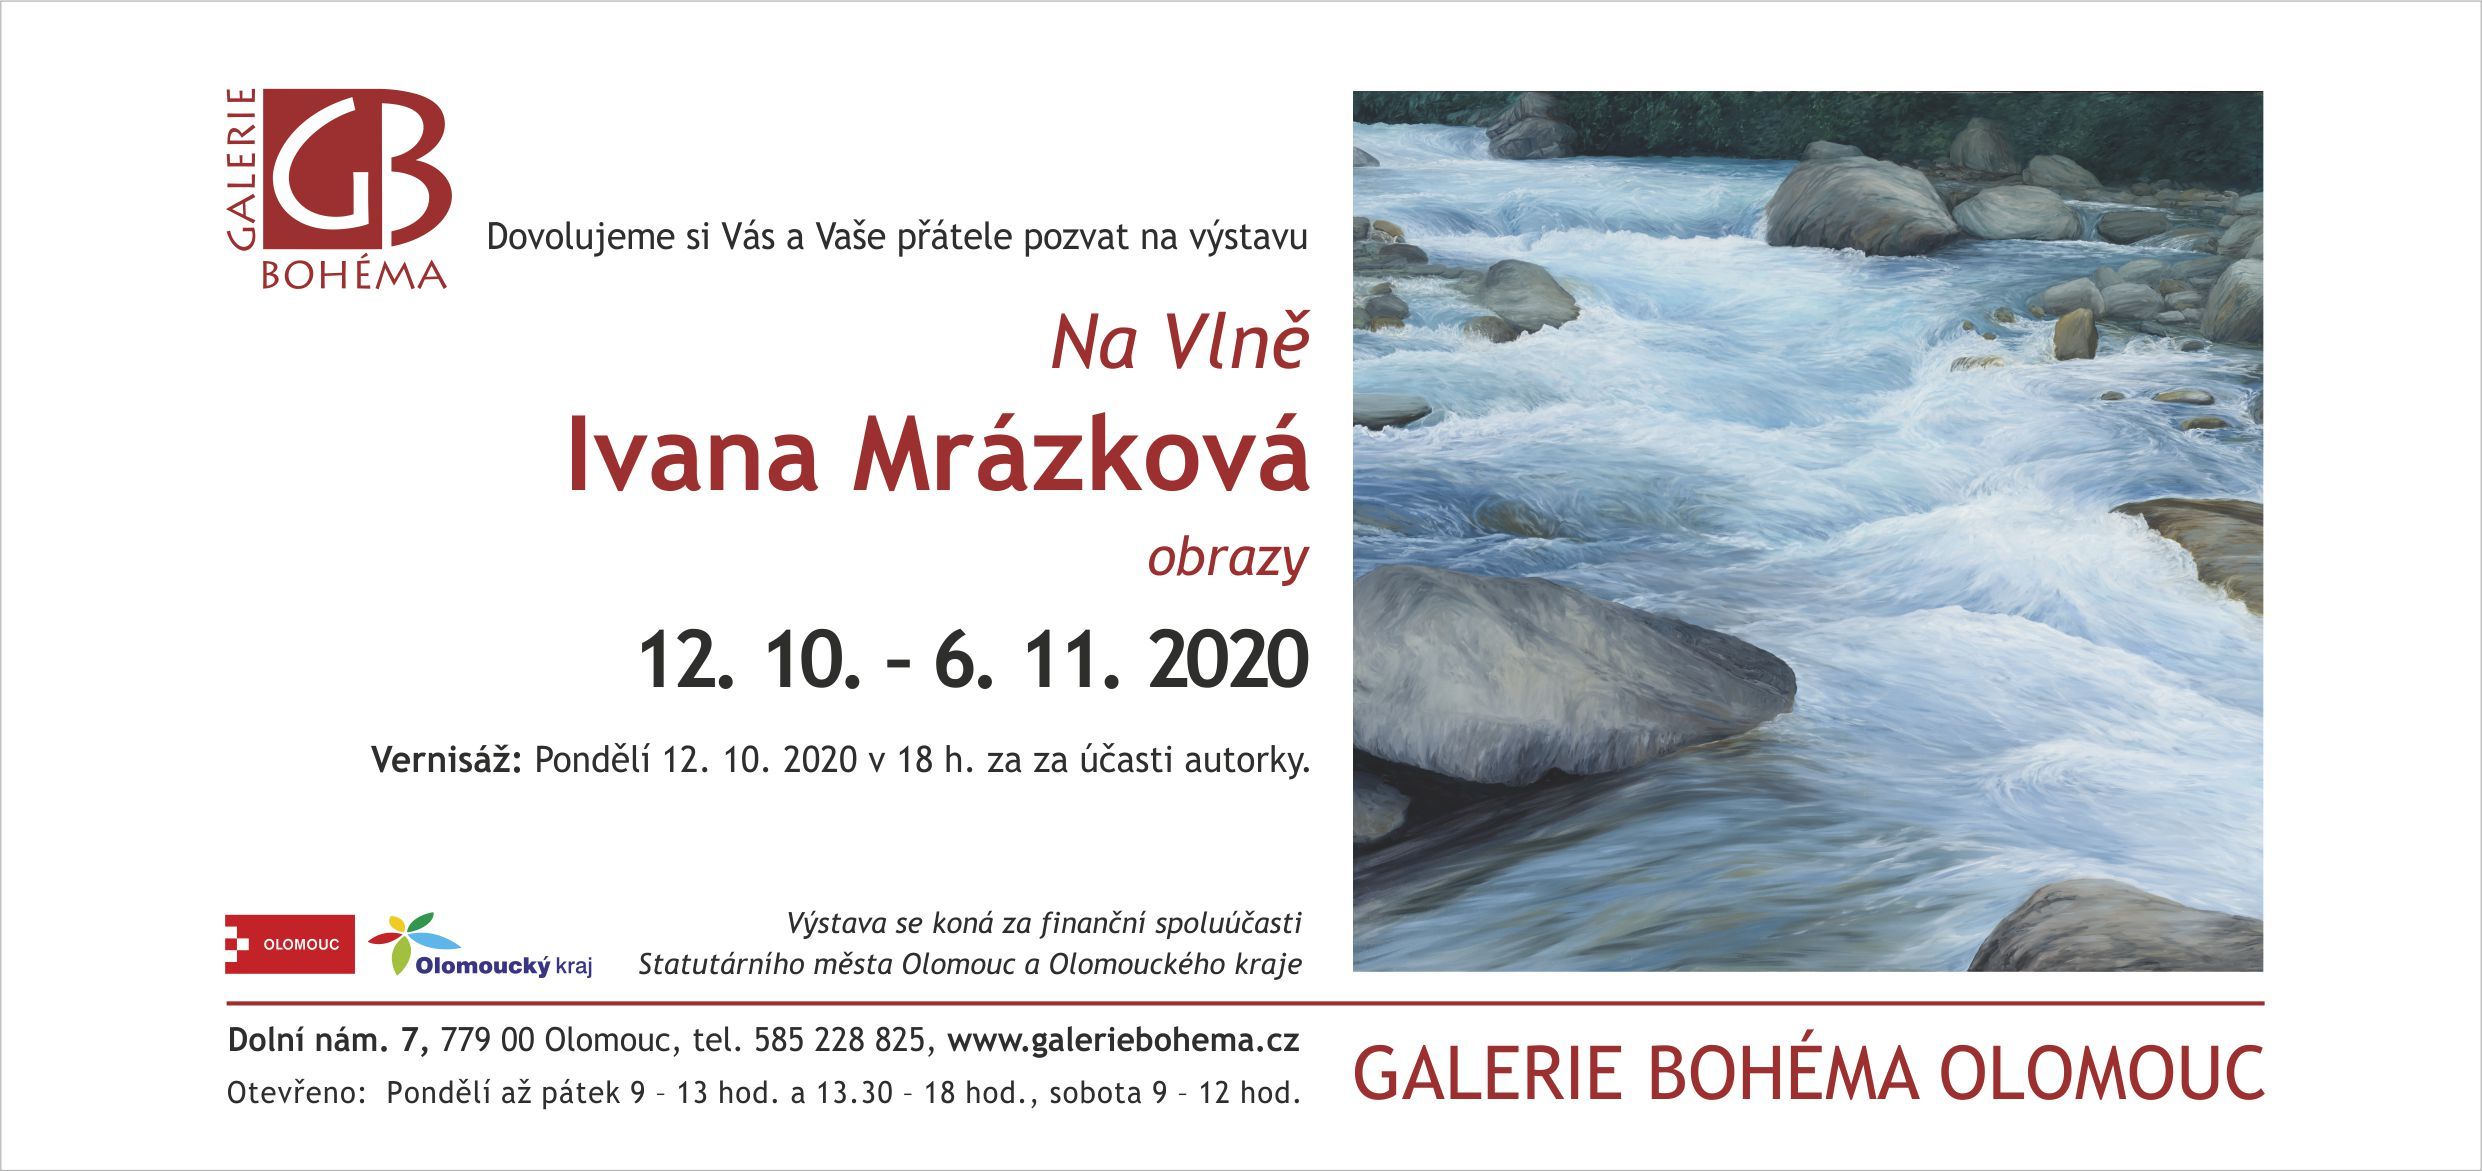 GALERIE
GB
BOHÉMA
Dovolujeme si Vás a Vaše přátele pozvat na výstavu
Na Vlně
Ivana Mrázková
obrazy
12. 10. – 6. 11. 2020
Vernisáž: Pondělí 12. 10. 2020 v 18 h. za za účasti autorky.
OLOMOUC
Olomoucký kraj
Výstava se koná za finanční spoluúčasti
Statutárního města Olomouc a Olomouckého kraje
Dolní nám. 7, 779 00 Olomouc, tel. 585 228 825, www.galeriebohema.cz
Otevřeno: Pondělí až pátek 9 – 13 hod. a 13.30 – 18 hod., sobota 9 – 12 hod.
GALERIE BOHÉMA OLOMOUC